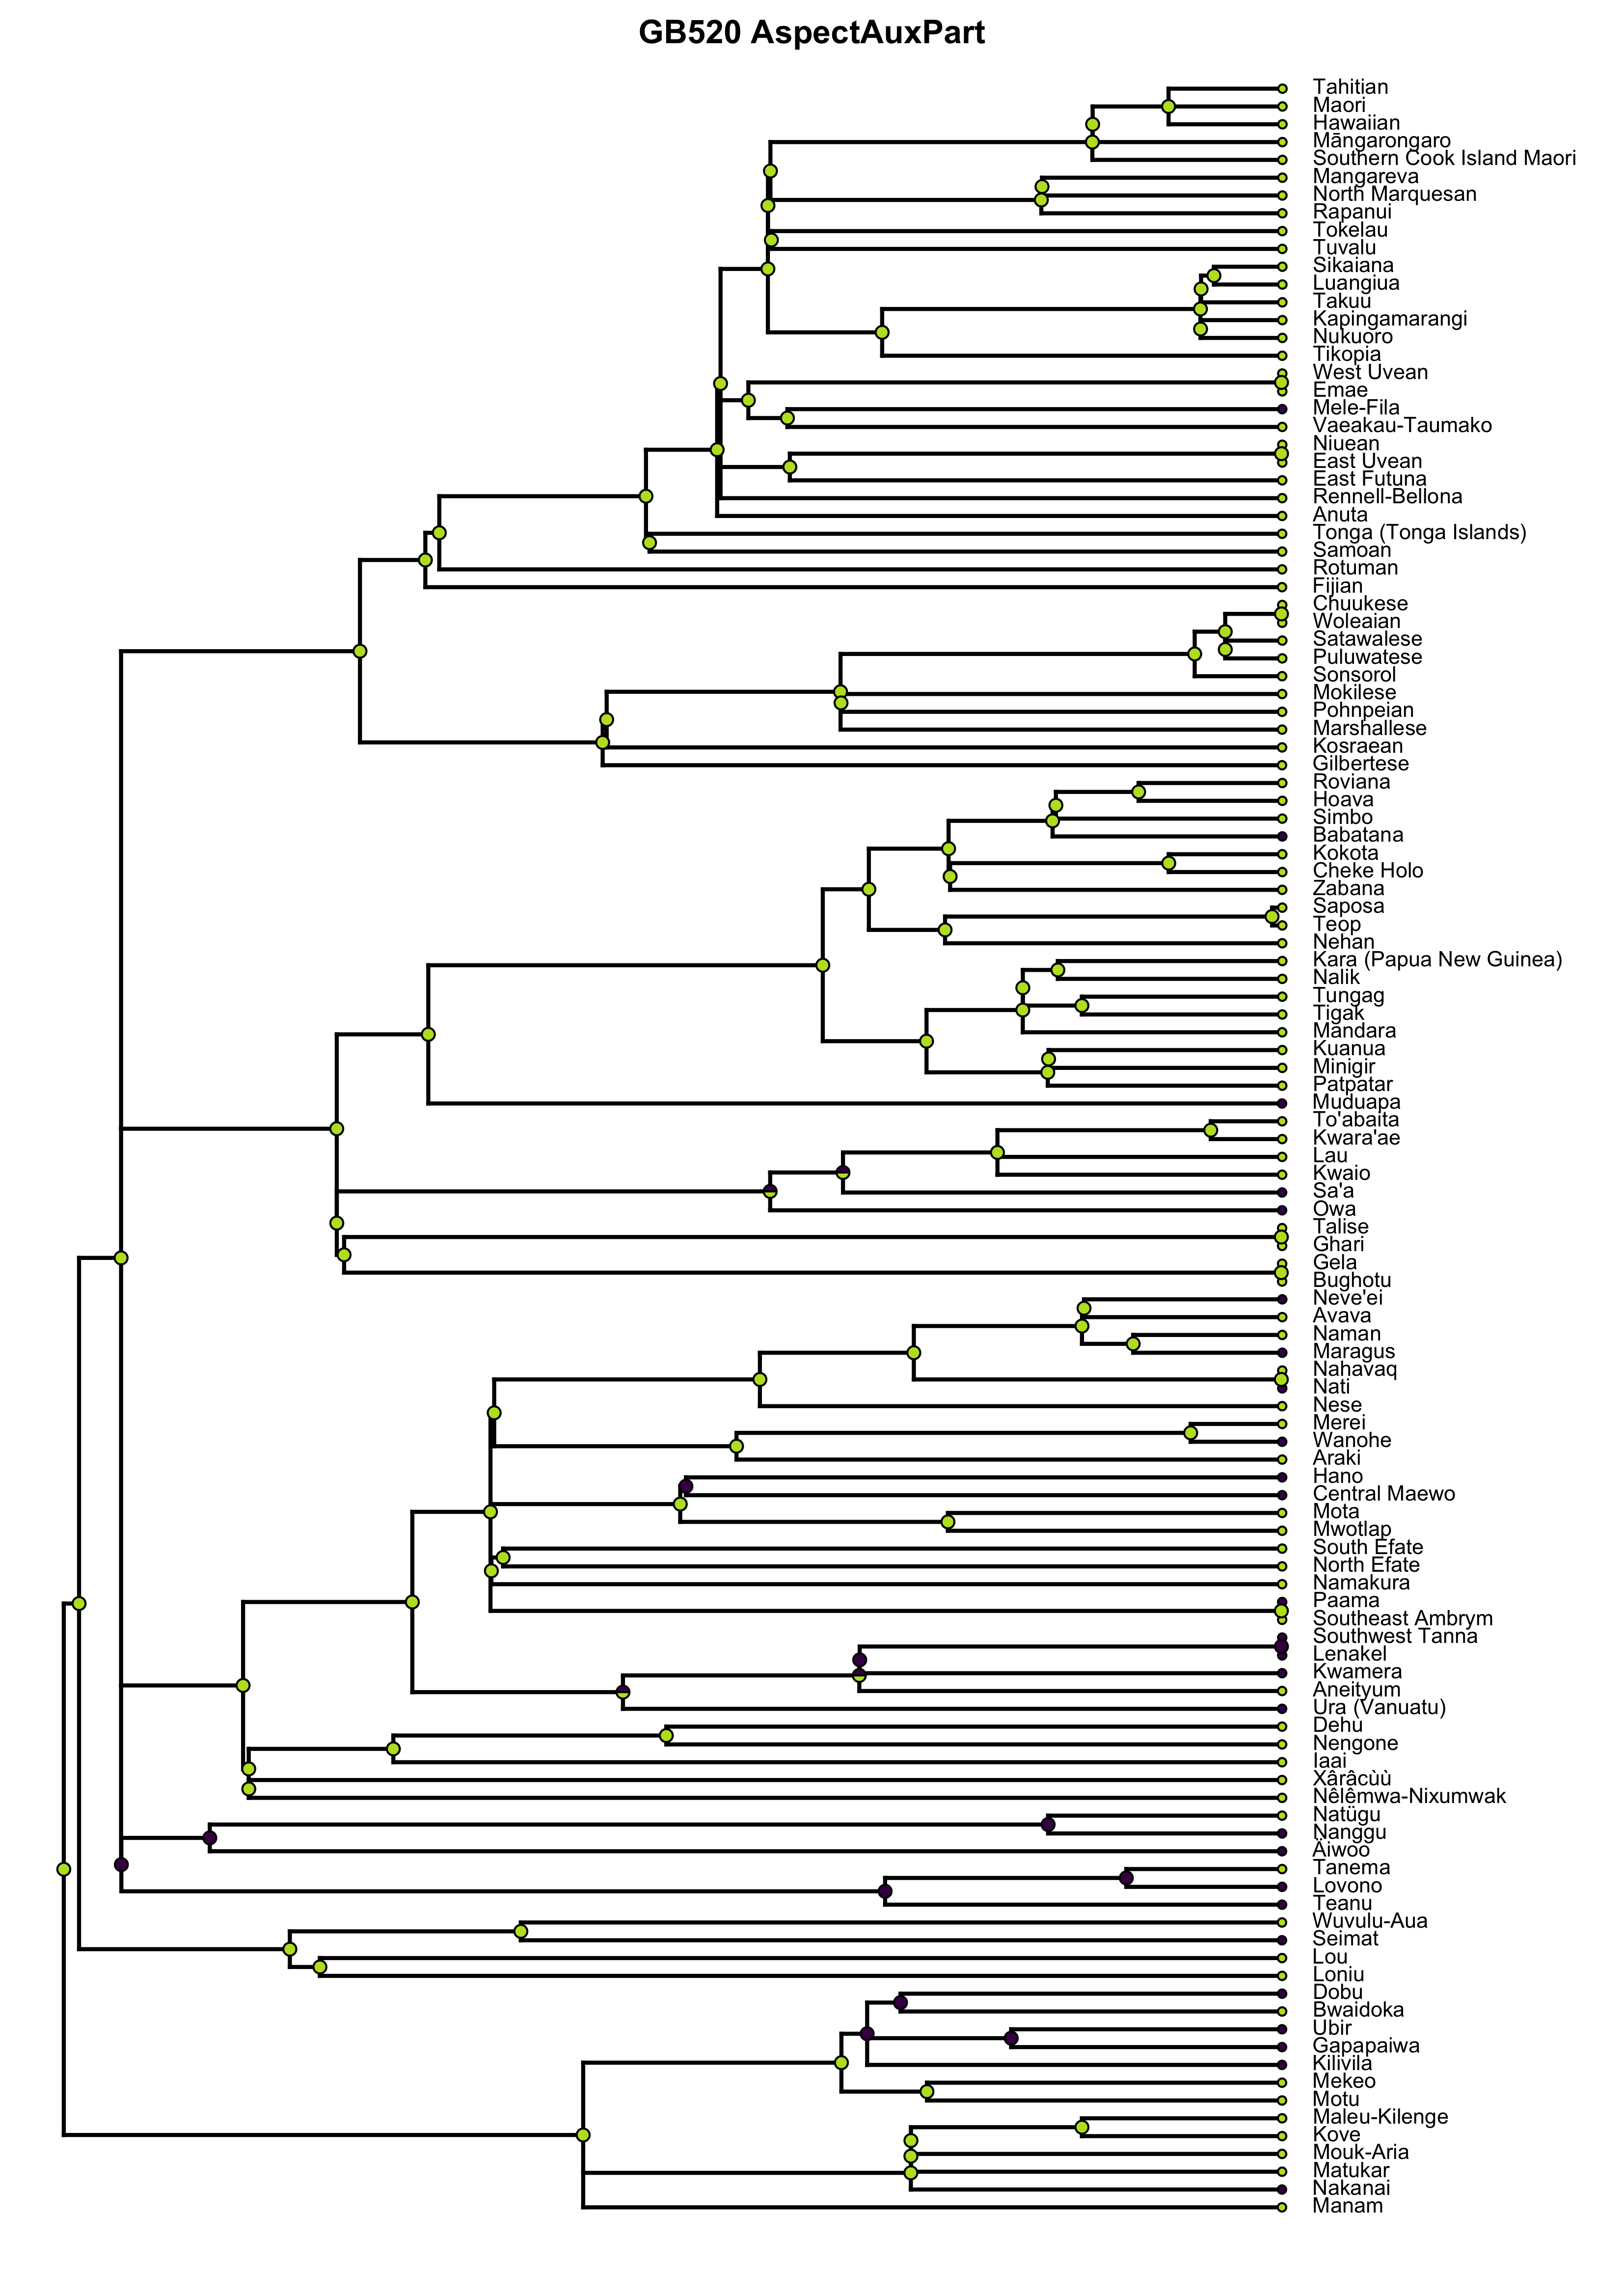 GB520 AspectAuxPart
Tahitian
Maori
Hawaiian
Māngarongaro
Southern Cook Island Maori
Mangareva
North Marquesan
Rapanui
Tokelau
Tuvalu
Sikaiana
Luangiua
Takuu
Kapingamarangi
Nukuoro
Tikopia
West Uvean
Emae
Mele-Fila
Vaeakau-Taumako
Niuean
East Uvean
East Futuna
Rennell-Bellona
Anuta
Tonga (Tonga Islands)
Samoan
Rotuman
Fijian
Chuukese
Woleaian
Satawalese
Puluwatese
Sonsorol
Mokilese
Pohnpeian
Marshallese
Kosraean
Gilbertese
Roviana
Hoava
Simbo
Babatana
Kokota
Cheke Holo
Zabana
Saposa
Teop
Nehan
Kara (Papua New Guinea)
Nalik
Tungag
Tigak
Mandara
Kuanua
Minigir
Patpatar
Muduapa
To'abaita
Kwara'ae
Lau
Kwaio
Sa'a
Owa
Talise
Ghari
Gela
Bughotu
Neve'ei
Avava
Naman
Maragus
Nahavaq
Nati
Nese
Merei
Wanohe
Araki
Hano
Central Maewo
Mota
Mwotlap
South Efate
North Efate
Namakura
Paama
Southeast Ambrym
Southwest Tanna
Lenakel
Kwamera
Aneityum
Ura (Vanuatu)
Dehu
Nengone
Iaai
Xârâcùù
Nêlêmwa-Nixumwak
Natügu
Nanggu
Äiwoo
Tanema
Lovono
Teanu
Wuvulu-Aua
Seimat
Lou
Loniu
Dobu
Bwaidoka
Ubir
Gapapaiwa
Kilivila
Mekeo
Motu
Maleu-Kilenge
Kove
Mouk-Aria
Matukar
Nakanai
Manam